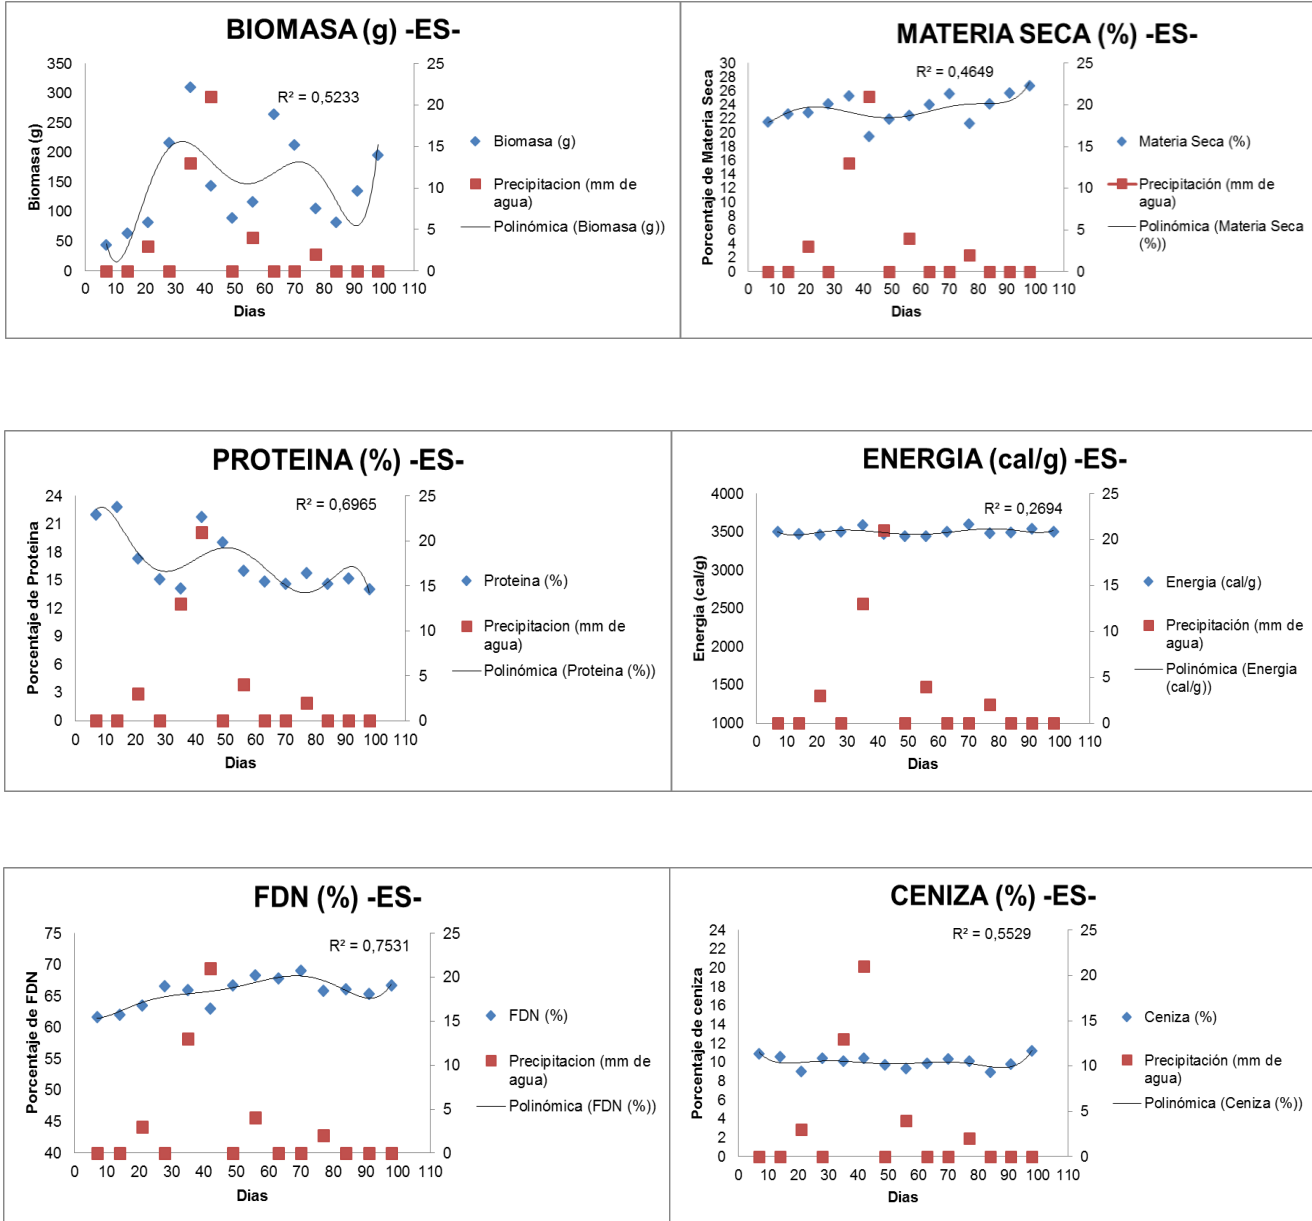 BIOMASA (g) -ES-
350
300
250
200
150
100
50
0
Biomasa (g)
25
20
15
10
5
0
R² = 0,5233
0 10 20 30 40 50 60 70 80 90 100 110
Dias
Biomasa (g)
Precipitacion (mm de
agua)
Polinómica (Biomasa (g))
MATERIA SECA (%) -ES-
30
28
26
24
22
20
18
16
14
12
10
8
6
4
2
0
Porcentaje de Materia Seca
25
20
15
10
5
0
R² = 0,4649
0 10 20 30 40 50 60 70 80 90 100 110
Dias
Materia Seca (%)
Precipitación (mm de
agua)
Polinómica (Materia Seca
(%))
PROTEINA (%) -ES-
24
21
18
15
12
9
6
3
0
Porcentaje de Proteina
25
20
15
10
5
0
R² = 0,6965
0 10 20 30 40 50 60 70 80 90 100 110
Dias
Proteina (%)
Precipitacion (mm de
agua)
Polinómica (Proteina (%))
ENERGIA (cal/g) -ES-
4000
3500
3000
2500
2000
1500
1000
Energia (cal/g)
25
20
15
10
5
0
R² = 0,2694
0 10 20 30 40 50 60 70 80 90 100 110
Dias
Energia (cal/g)
Precipitación (mm de
agua)
Polinómica (Energia
(cal/g))
FDN (%) -ES-
75
70
65
60
55
50
45
40
Porcentaje de FDN
25
20
15
10
5
0
R² = 0,7531
0 10 20 30 40 50 60 70 80 90 100 110
Dias
FDN (%)
Precipitacion (mm de
agua)
Polinómica (FDN (%))
CENIZA (%) -ES-
24
22
20
18
16
14
12
10
8
6
4
2
0
Porcentaje de ceniza
25
20
15
10
5
0
R² = 0,5529
0 10 20 30 40 50 60 70 80 90 100 110
Dias
Ceniza (%)
Precipitación (mm de
agua)
Polinómica (Ceniza (%))